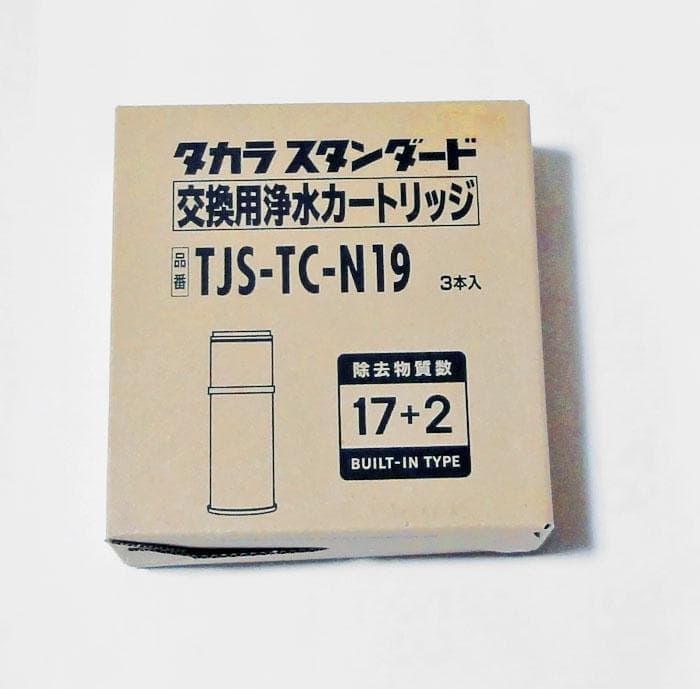 タカラスタンダード
交換用浄水カートリッジ
品番 TJS-TC-N19 3本入
除去物質数
17+2
BUILT-IN TYPE